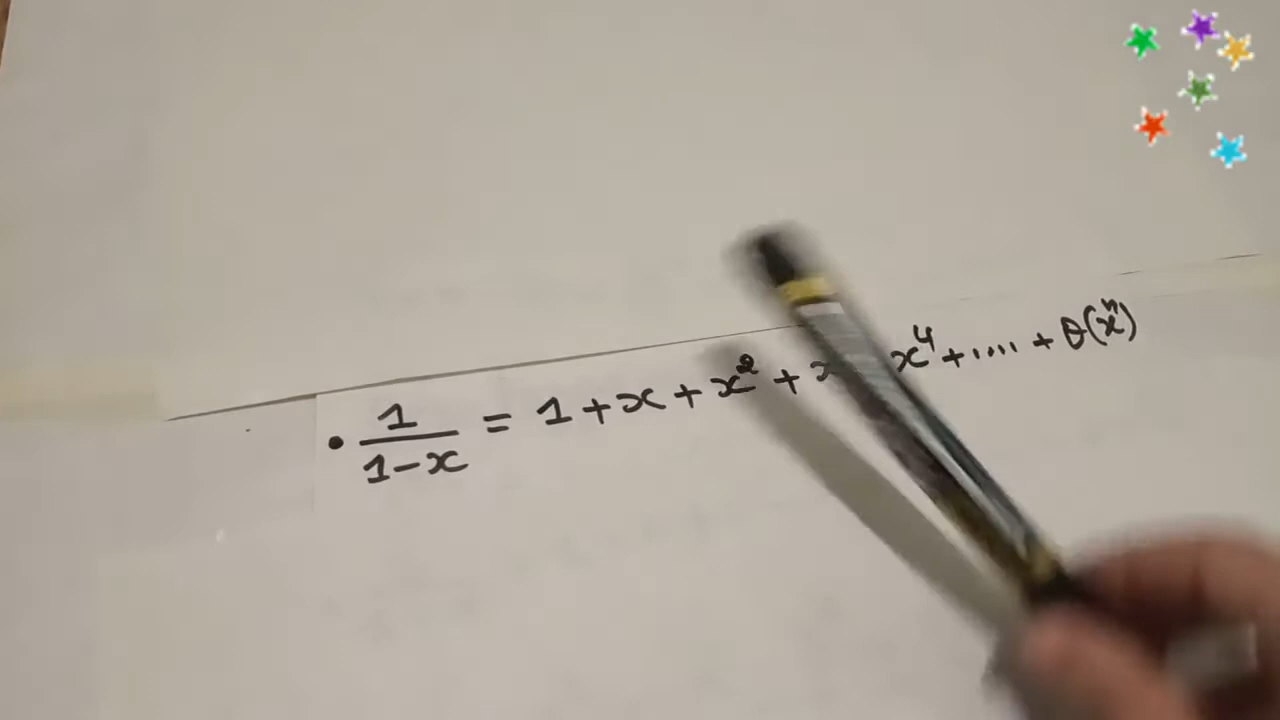 • 1/(1-x) = 1 + x + x² + x x⁴ + .... + θ(xⁿ)